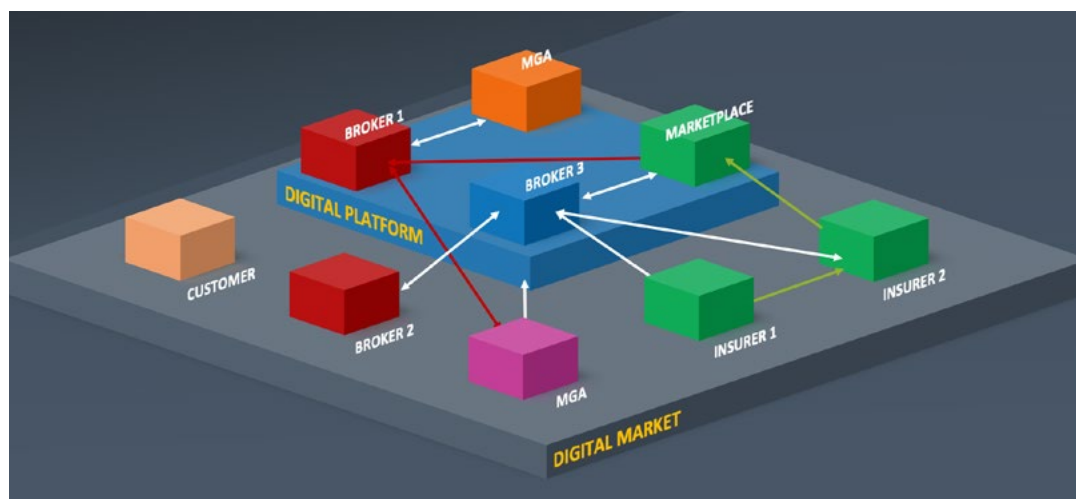 MGA
BROKER 1
MARKETPLACE
BROKER 3
DIGITAL PLATFORM
CUSTOMER
BROKER 2
INSURER 2
INSURER 1
MGA
DIGITAL MARKET